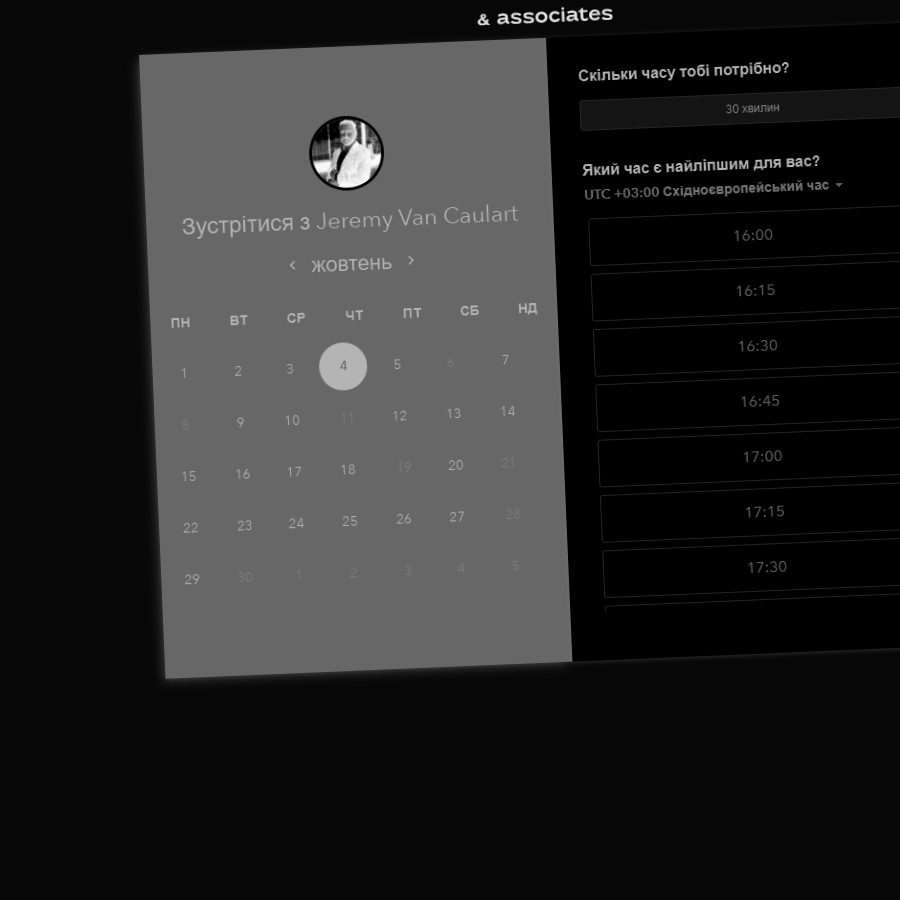 & associates
Зустрітися з Jeremy Van Caulart
жовтень
ПН ВТ СР ЧТ ПТ СБ НД
1 2 3 4 5 6 7
8 9 10 11 12 13 14
15 16 17 18 19 20 21
22 23 24 25 26 27 28
29 30 1 2 3 4 5
Скільки часу тобі потрібно?
30 хвилин
Який час є найліпшим для вас?
UTC +03:00 Східноєвропейський час
16:00
16:15
16:30
16:45
17:00
17:15
17:30